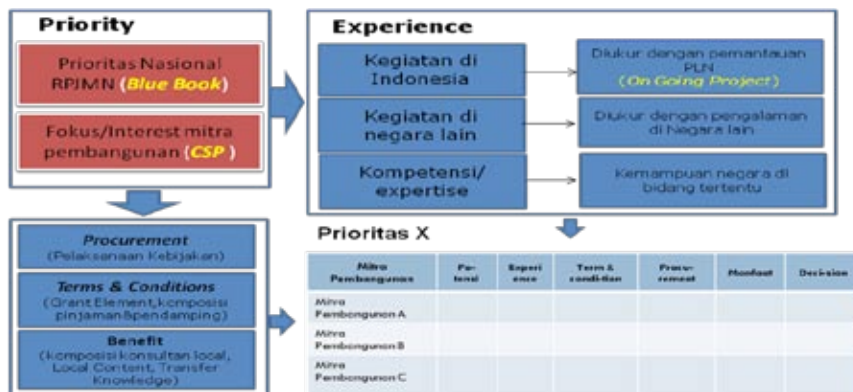 Priority
Prioritas Nasional
RPJMN (Blue Book)
Fokus/Interest mitra
pembangunan (CSP )
Experience
Kegiatan di
Indonesia
Diukur dengan pemantauan
PLN
(On Going Project)
Kegiatan di
negara lain
Diukur dengan pengalaman
di Negara lain
Kompetensi/
expertise
Kemampuan negara di
bidang tertentu
Procurement
(Pelaksanaan Kebijakan)
Terms & Conditions
(Grant Element,komposisi
pinjaman&pendamping)
Benefit
(komposisi konsultan local,
Local Content, Transfer
Knowledge)
Prioritas X
Mitra
Pembangunan
Po-
tensi
Experi
ence
Term &
condition
Procu-
rement
Manfaat
Decission
Mitra
Pembangunan A
Mitra
Pembangunan B
Mitra
Pembangunan C